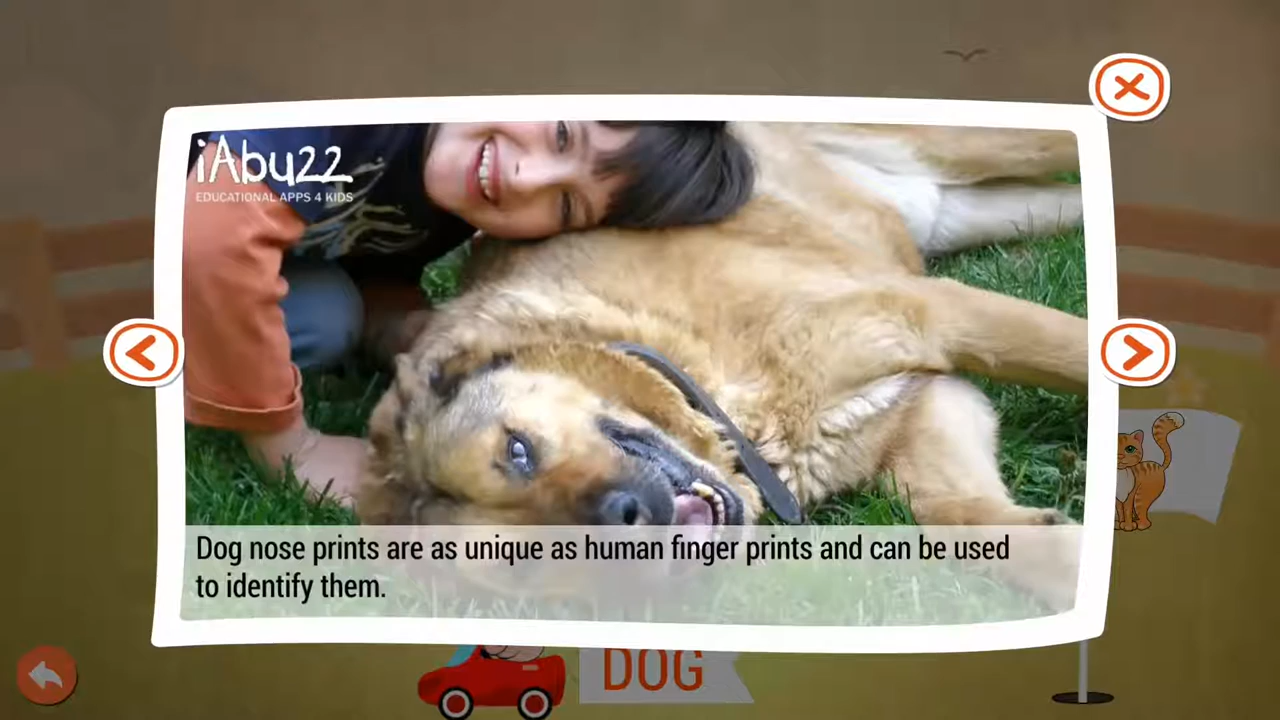 iAbu22
EDUCATIONAL APPS 4 KIDS
Dog nose prints are as unique as human finger prints and can be used
to identify them.
DOG